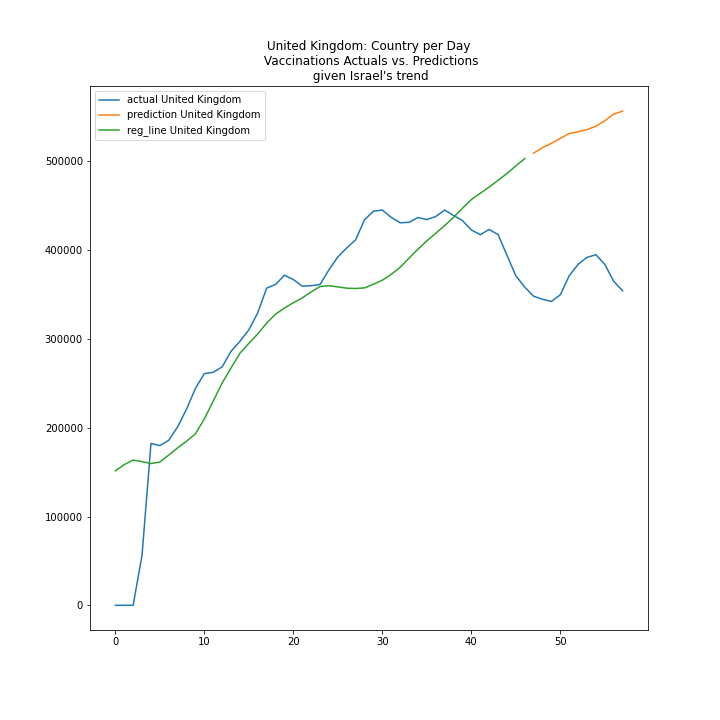 United Kingdom: Country per Day
Vaccinations Actuals vs. Predictions
given Israel's trend
actual United Kingdom
prediction United Kingdom
reg_line United Kingdom
500000
400000
300000
200000
100000
0
0 10 20 30 40 50